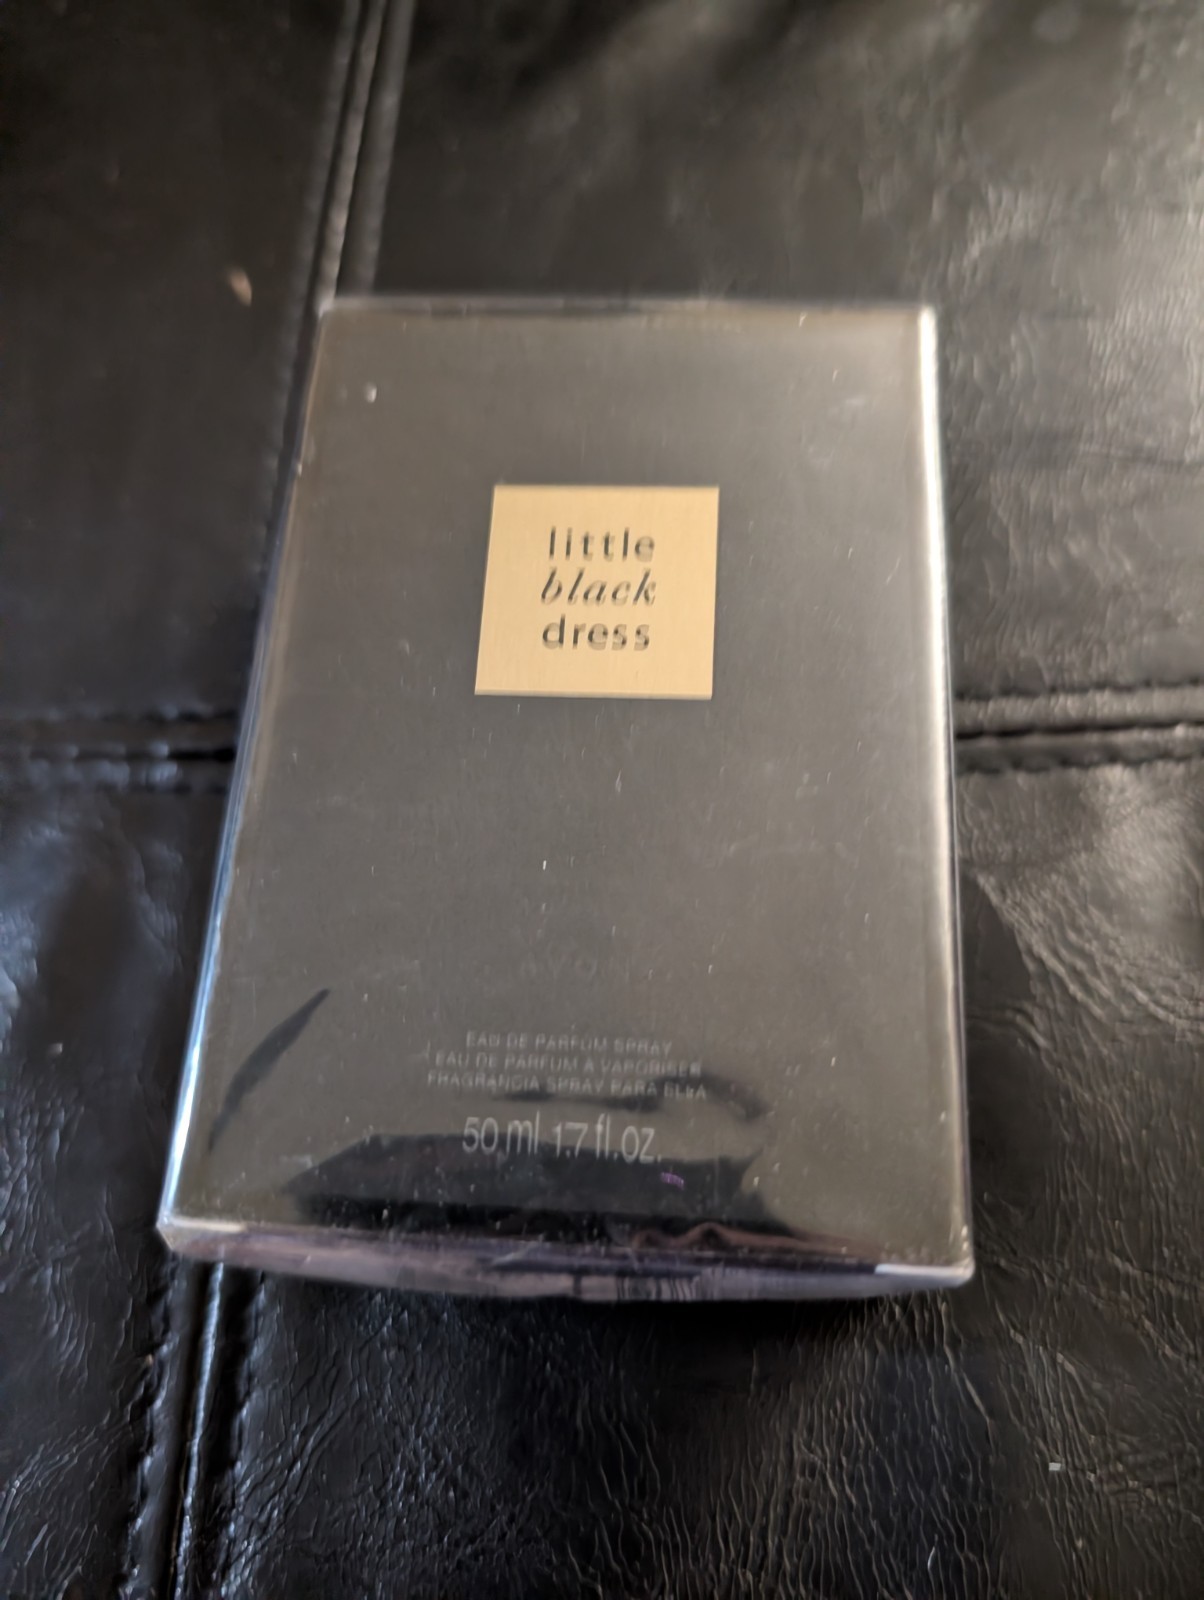 little
black
dress
EAU DE PARFUM SPRAY
EAU DE PARFUM À VAPORISER
FRAGRANCIA SPRAY PARA ELLA
50 ml 1.7 fl.oz.